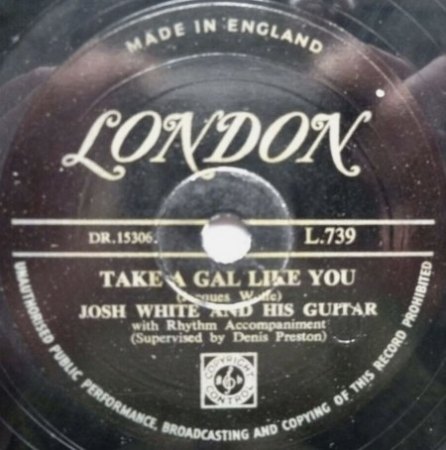 MADE IN ENGLAND
LONDON
DR.15306. L.739
TAKE A GAL LIKE YOU
(Jacques Wolfe)
JOSH WHITE AND HIS GUITAR
with Rhythm Accompaniment
(Supervised by Denis Preston)
COPYRIGHT
CONTROL
UNAUTHORISED PUBLIC PERFORMANCE, BROADCASTING AND COPYING OF THIS RECORD PROHIBITED